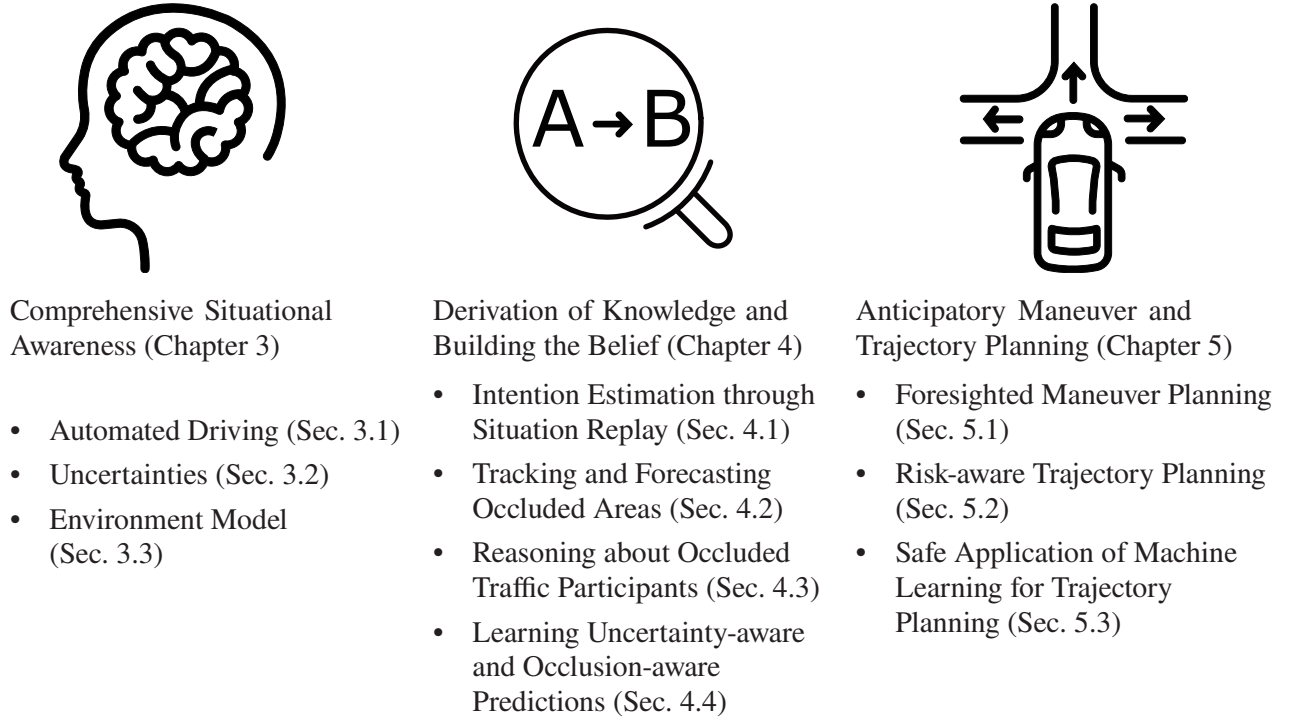 A → B
Comprehensive Situational
Awareness (Chapter 3)
• Automated Driving (Sec. 3.1)
• Uncertainties (Sec. 3.2)
• Environment Model
(Sec. 3.3)
Derivation of Knowledge and
Building the Belief (Chapter 4)
• Intention Estimation through
Situation Replay (Sec. 4.1)
• Tracking and Forecasting
Occluded Areas (Sec. 4.2)
• Reasoning about Occluded
Traffic Participants (Sec. 4.3)
• Learning Uncertainty-aware
and Occlusion-aware
Predictions (Sec. 4.4)
Anticipatory Maneuver and
Trajectory Planning (Chapter 5)
• Foresighted Maneuver Planning
(Sec. 5.1)
• Risk-aware Trajectory Planning
(Sec. 5.2)
• Safe Application of Machine
Learning for Trajectory
Planning (Sec. 5.3)